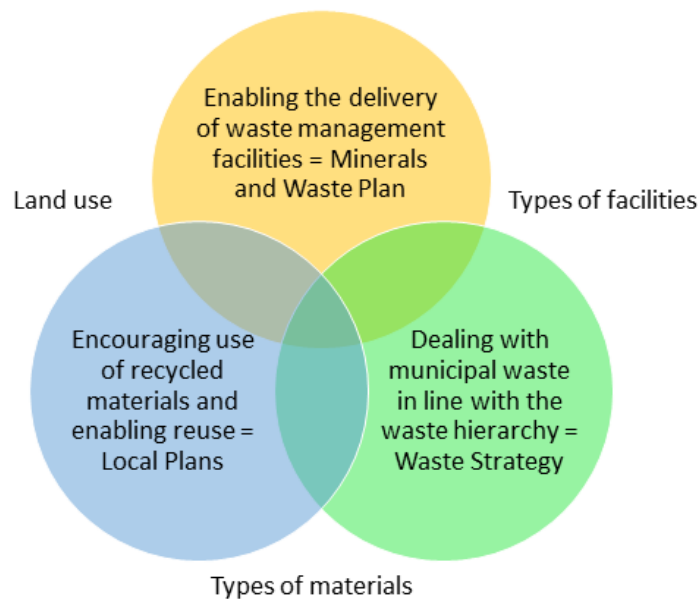 Enabling the delivery
of waste management
facilities = Minerals
and Waste Plan
Land use
Types of facilities
Encouraging use
of recycled
materials and
enabling reuse =
Local Plans
Dealing with
municipal waste
in line with the
waste hierarchy =
Waste Strategy
Types of materials